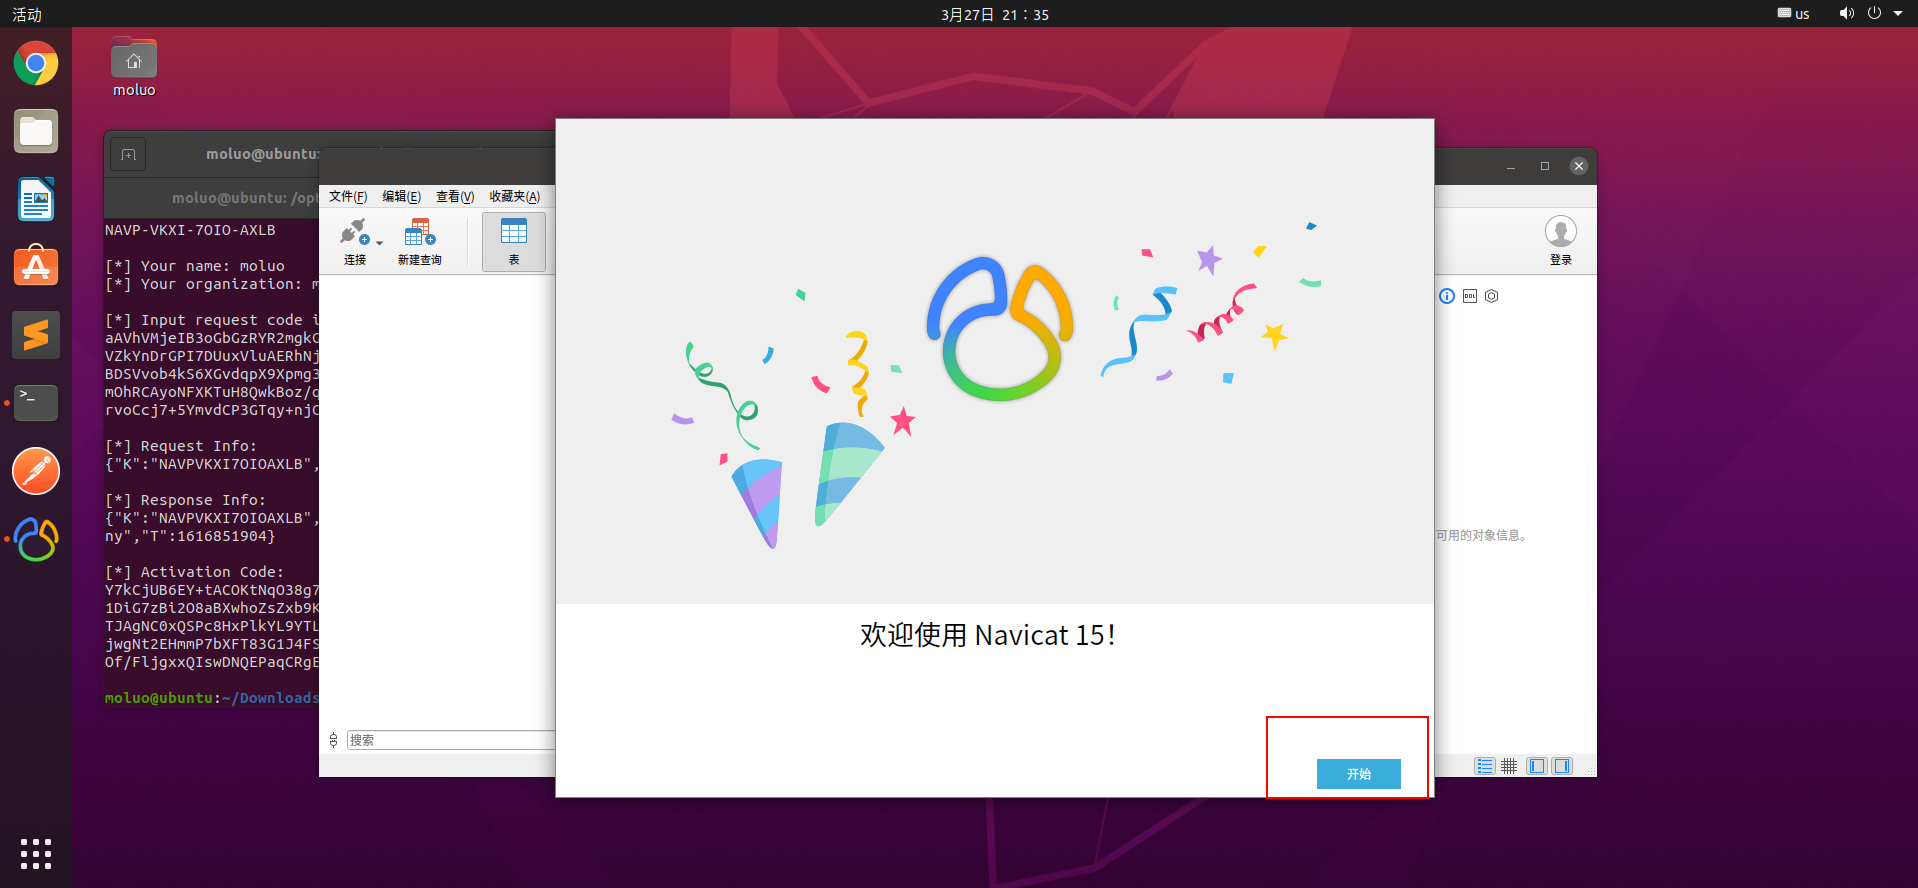 活动
3月27日 21：35
us
moluo
moluo@ubuntu:
moluo@ubuntu: /opt
NAVP-VKXI-7OIO-AXLB
[*] Your name: moluo
[*] Your organization:
[*] Input request code i
aAVhVMjeIB3oGbGzRYR2mgkC
VZkYnDrGPI7DUuxVluAERhNj
BDSVvob4kS6XGvdqpX9Xpmg3
mOhRCAyoNFXKTuH8QwkBoz/q
rvoCcj7+5YmvdCP3GTqy+njC
[*] Request Info:
{"K":"NAVPVKXI7OIOAXLB",
[*] Response Info:
{"K":"NAVPVKXI7OIOAXLB",
ny","T":1616851904}
[*] Activation Code:
Y7kCjUB6EY+tACOKtNqO38g7
1DiG7zBi2O8aBXwhoZsZxb9K
TJAgNC0xQSPc8HxPlkYL9YTL
jwgNt2EHmmP7bXFT83G1J4FS
Of/FljgxxQIswDNQEPaqCRgE
moluo@ubuntu:~/Downloads
文件(F) 编辑(E) 查看(V) 收藏夹(A)
连接 新建查询 表
登录
DDL
可用的对象信息。
搜索
欢迎使用 Navicat 15！
开始